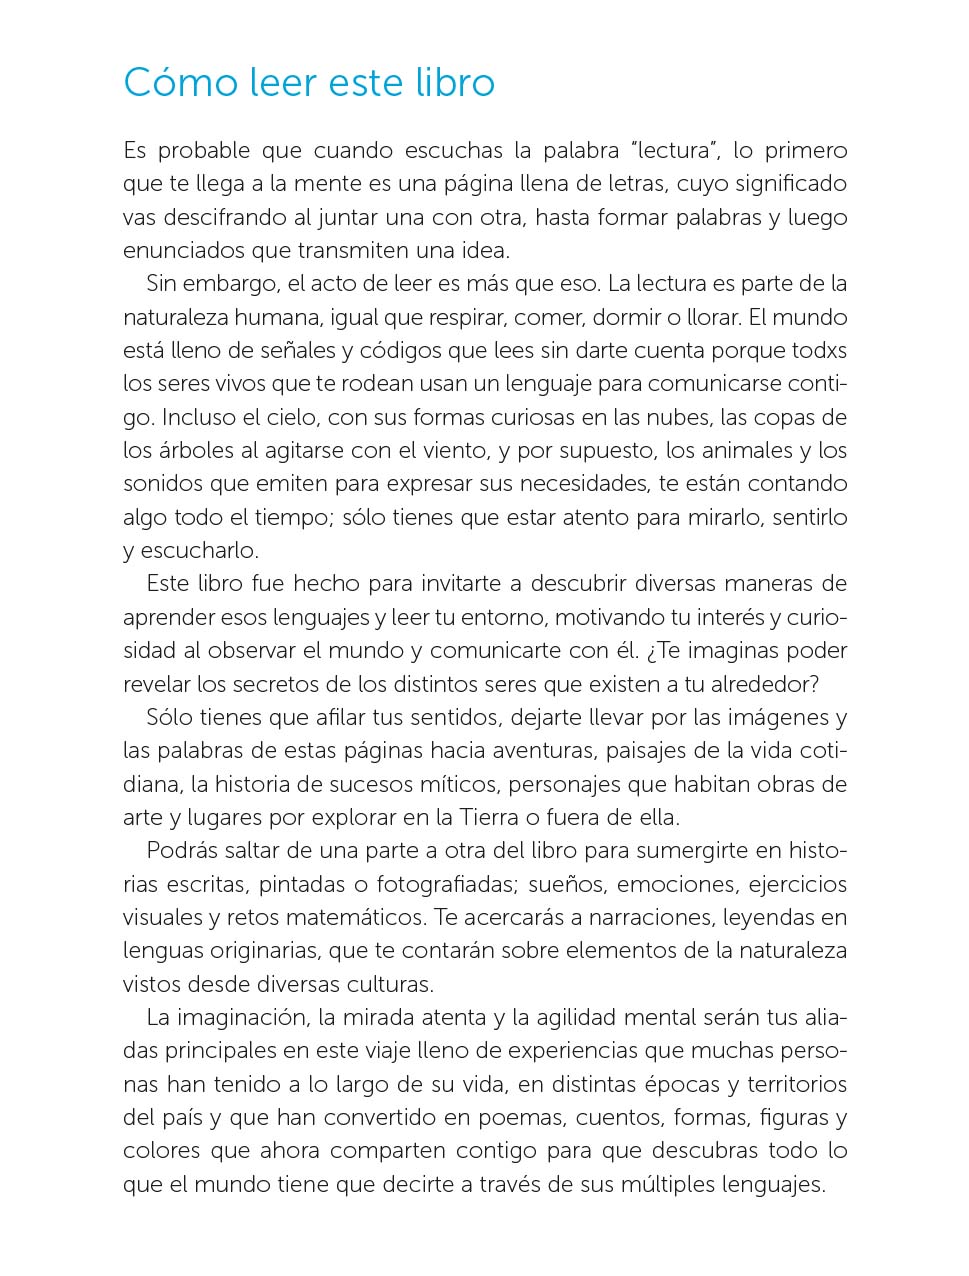 Cómo leer este libro
Es probable que cuando escuchas la palabra “lectura”, lo primero
que te llega a la mente es una página llena de letras, cuyo significado
vas descifrando al juntar una con otra, hasta formar palabras y luego
enunciados que transmiten una idea.
Sin embargo, el acto de leer es más que eso. La lectura es parte de la
naturaleza humana, igual que respirar, comer, dormir o llorar. El mundo
está lleno de señales y códigos que lees sin darte cuenta porque todxs
los seres vivos que te rodean usan un lenguaje para comunicarse conti-
go. Incluso el cielo, con sus formas curiosas en las nubes, las copas de
los árboles al agitarse con el viento, y por supuesto, los animales y los
sonidos que emiten para expresar sus necesidades, te están contando
algo todo el tiempo; sólo tienes que estar atento para mirarlo, sentirlo
y escucharlo.
Este libro fue hecho para invitarte a descubrir diversas maneras de
aprender esos lenguajes y leer tu entorno, motivando tu interés y curio-
sidad al observar el mundo y comunicarte con él. ¿Te imaginas poder
revelar los secretos de los distintos seres que existen a tu alrededor?
Sólo tienes que afilar tus sentidos, dejarte llevar por las imágenes y
las palabras de estas páginas hacia aventuras, paisajes de la vida coti-
diana, la historia de sucesos míticos, personajes que habitan obras de
arte y lugares por explorar en la Tierra o fuera de ella.
Podrás saltar de una parte a otra del libro para sumergirte en histo-
rias escritas, pintadas o fotografiadas; sueños, emociones, ejercicios
visuales y retos matemáticos. Te acercarás a narraciones, leyendas en
lenguas originarias, que te contarán sobre elementos de la naturaleza
vistos desde diversas culturas.
La imaginación, la mirada atenta y la agilidad mental serán tus alia-
das principales en este viaje lleno de experiencias que muchas perso-
nas han tenido a lo largo de su vida, en distintas épocas y territorios
del país y que han convertido en poemas, cuentos, formas, figuras y
colores que ahora comparten contigo para que descubras todo lo
que el mundo tiene que decirte a través de sus múltiples lenguajes.